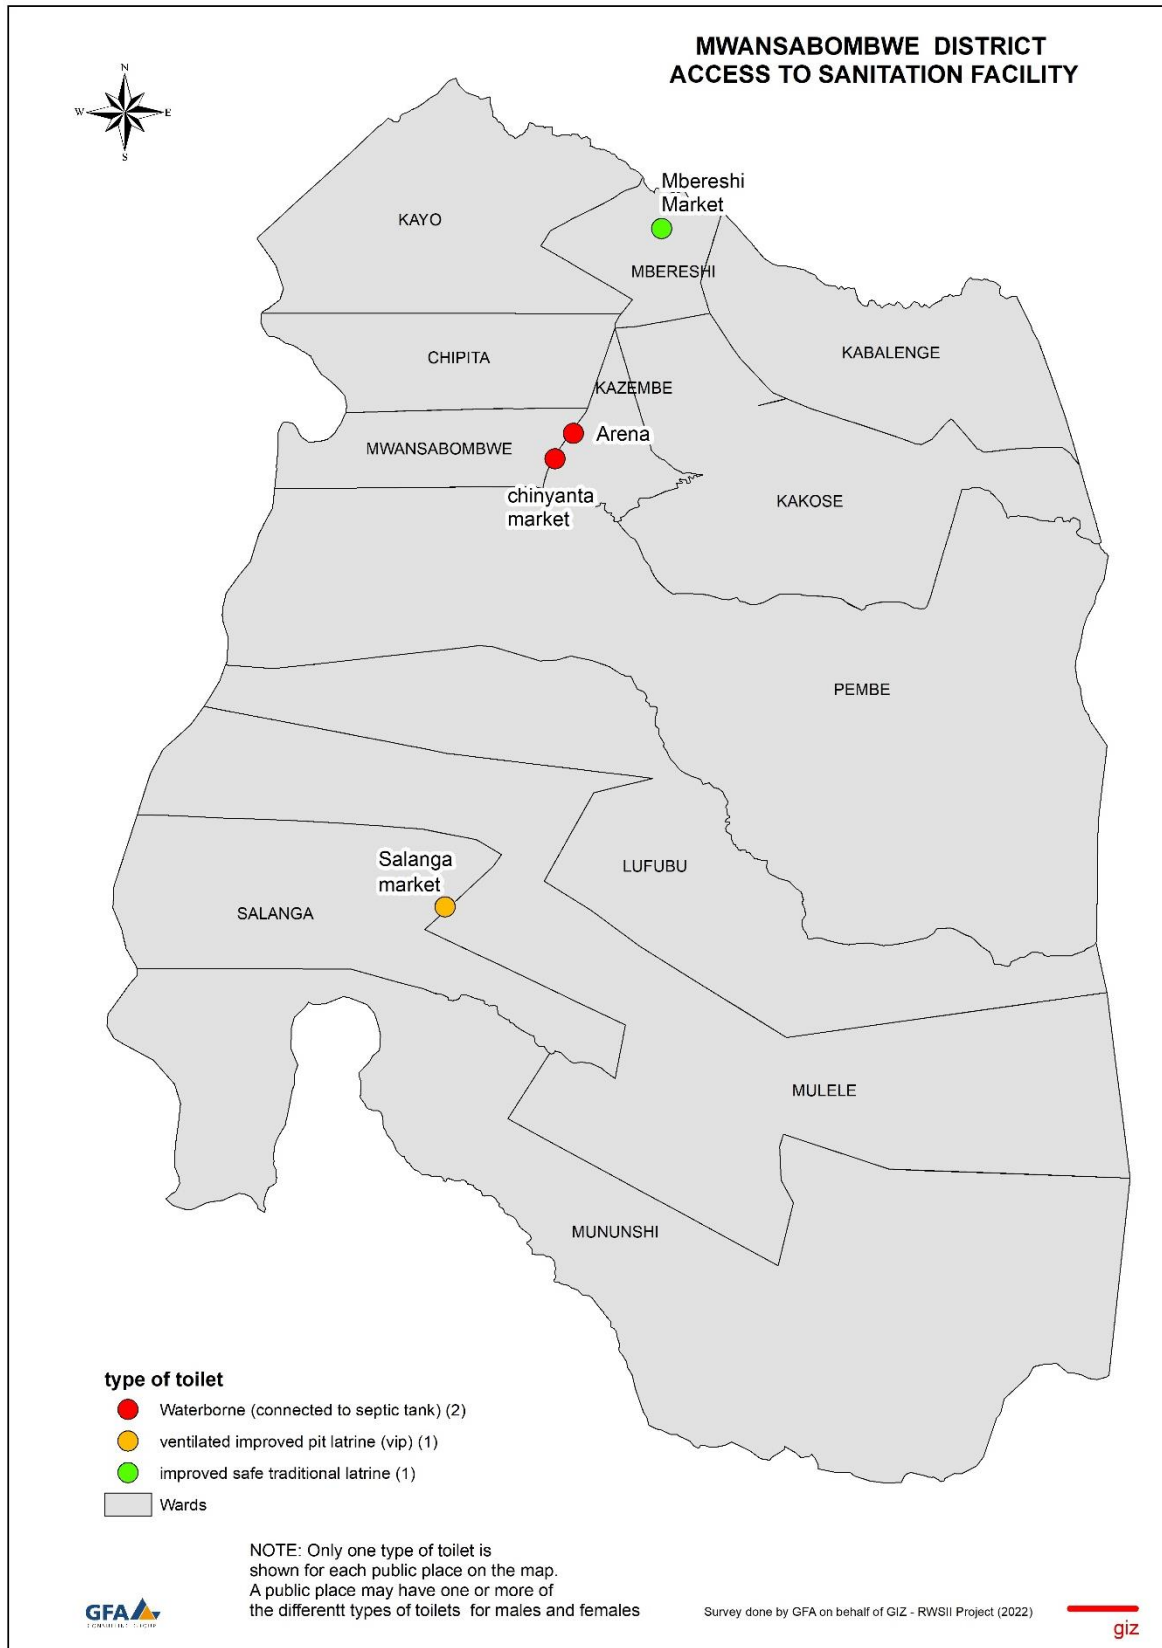 MWANSABOMBWE DISTRICT
ACCESS TO SANITATION FACILITY
N
W
E
S
Mbereshi
Market
KAYO
MBERESHI
KABALENGE
CHIPITA
KAZEMBE
Arena
MWANSABOMBWE
chinyanta
market
KAKOSE
PEMBE
Salanga
market
LUFUBU
SALANGA
MULELE
MUNUNSHI
type of toilet
Waterborne (connected to septic tank) (2)
ventilated improved pit latrine (vip) (1)
improved safe traditional latrine (1)
Wards
NOTE: Only one type of toilet is
shown for each public place on the map.
A public place may have one or more of
the differentt types of toilets for males and females
GFA
CONSULTING GROUP
Survey done by GFA on behalf of GIZ - RWSII Project (2022)
giz